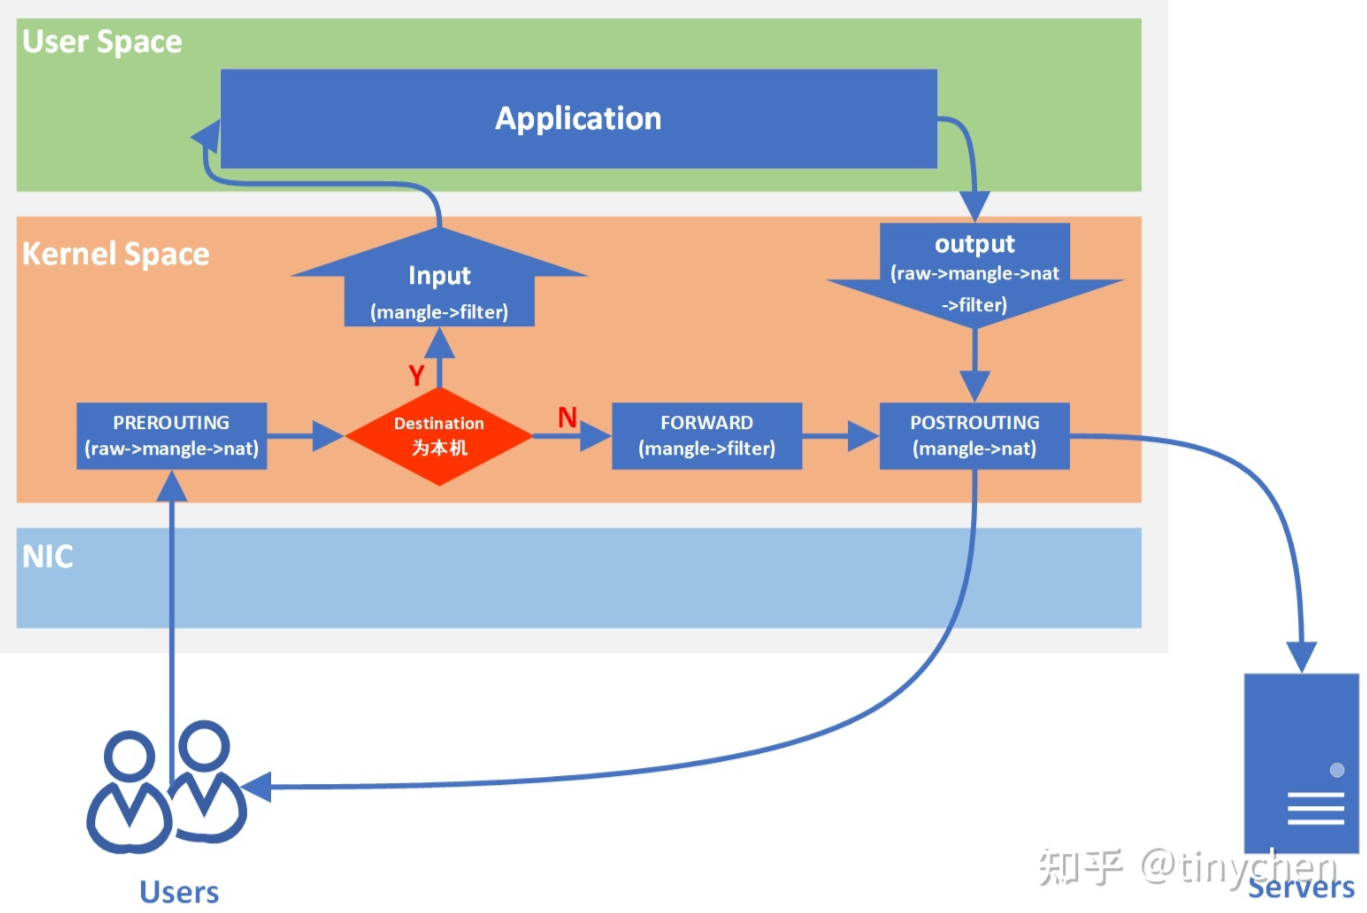 User Space
Application
Kernel Space
Input
(mangle->filter)
output
(raw->mangle->nat
->filter)
Y
PREROUTING
(raw->mangle->nat)
Destination
为本机
N
FORWARD
(mangle->filter)
POSTROUTING
(mangle->nat)
NIC
Users
Servers
知乎 @tinychen